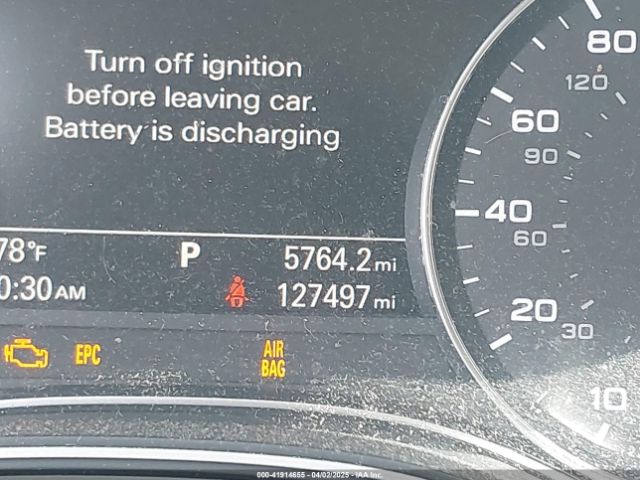 Turn off ignition
before leaving car.
Battery is discharging
78°F
P
5764.2 mi
0:30 AM
127497 mi
EPC
AIR
BAG
80
120
60
90
40
60
20
30
10
000-41914655 04/02/2025 IAA Inc.